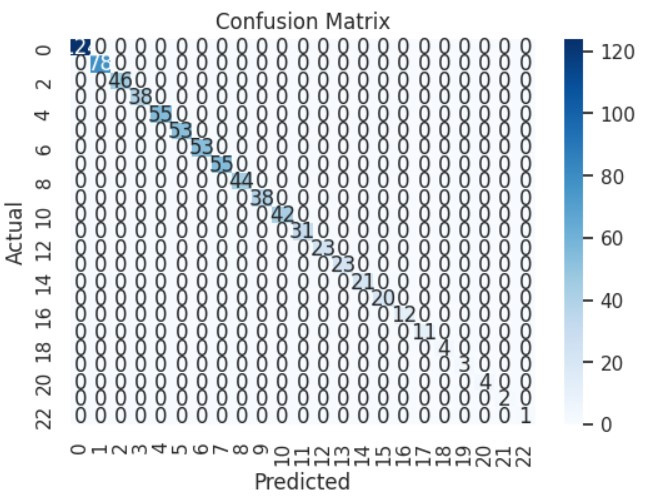 Confusion Matrix
0 0 0 0 0 0 0 0 0 0 0 0 0 0 0 0 0 0 0 0 0 0 0
0 78 0 0 0 0 0 0 0 0 0 0 0 0 0 0 0 0 0 0 0 0 0
2 0 0 46 0 0 0 0 0 0 0 0 0 0 0 0 0 0 0 0 0 0 0 0 0
0 0 0 38 0 0 0 0 0 0 0 0 0 0 0 0 0 0 0 0 0 0 0
4 0 0 0 0 55 0 0 0 0 0 0 0 0 0 0 0 0 0 0 0 0 0 0
0 0 0 0 0 53 0 0 0 0 0 0 0 0 0 0 0 0 0 0 0 0 0
6 0 0 0 0 0 0 53 0 0 0 0 0 0 0 0 0 0 0 0 0 0 0 0
0 0 0 0 0 0 0 55 0 0 0 0 0 0 0 0 0 0 0 0 0 0 0
8 0 0 0 0 0 0 0 0 44 0 0 0 0 0 0 0 0 0 0 0 0 0 0
0 0 0 0 0 0 0 0 0 38 0 0 0 0 0 0 0 0 0 0 0 0 0
10 0 0 0 0 0 0 0 0 0 0 42 0 0 0 0 0 0 0 0 0 0 0 0
0 0 0 0 0 0 0 0 0 0 0 31 0 0 0 0 0 0 0 0 0 0 0
12 0 0 0 0 0 0 0 0 0 0 0 0 23 0 0 0 0 0 0 0 0 0 0
0 0 0 0 0 0 0 0 0 0 0 0 0 23 0 0 0 0 0 0 0 0 0
14 0 0 0 0 0 0 0 0 0 0 0 0 0 0 21 0 0 0 0 0 0 0 0
0 0 0 0 0 0 0 0 0 0 0 0 0 0 0 20 0 0 0 0 0 0 0
16 0 0 0 0 0 0 0 0 0 0 0 0 0 0 0 0 12 0 0 0 0 0 0
0 0 0 0 0 0 0 0 0 0 0 0 0 0 0 0 0 11 0 0 0 0 0
18 0 0 0 0 0 0 0 0 0 0 0 0 0 0 0 0 0 0 4 0 0 0 0
0 0 0 0 0 0 0 0 0 0 0 0 0 0 0 0 0 0 0 3 0 0 0
20 0 0 0 0 0 0 0 0 0 0 0 0 0 0 0 0 0 0 0 0 4 0 0
0 0 0 0 0 0 0 0 0 0 0 0 0 0 0 0 0 0 0 0 0 2 0
22 0 0 0 0 0 0 0 0 0 0 0 0 0 0 0 0 0 0 0 0 0 0 1
Actual
0 1 2 3 4 5 6 7 8 9 10 11 12 13 14 15 16 17 18 19 20 21 22
Predicted
120
100
80
60
40
20
0